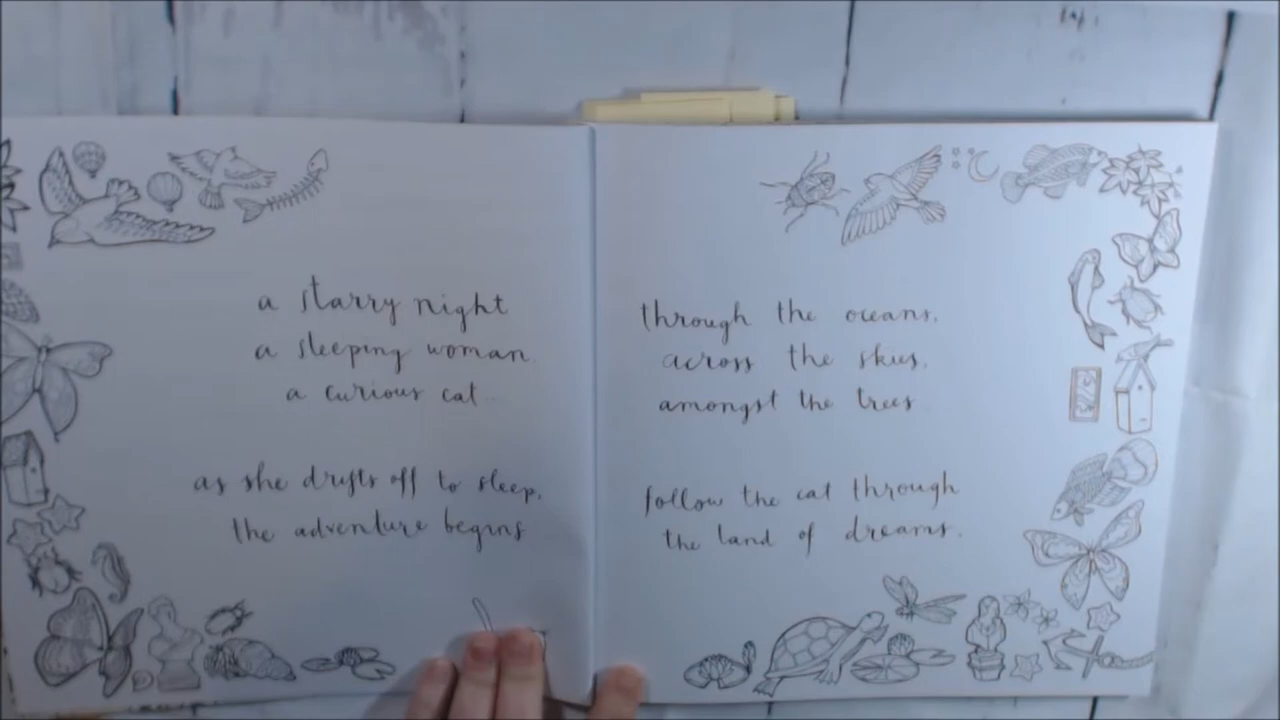 a starry night
a sleeping woman.
a curious cat...
as she drifts off to sleep,
the adventure begins
through the oceans,
across the skies,
amongst the trees
follow the cat through
the land of dreams.